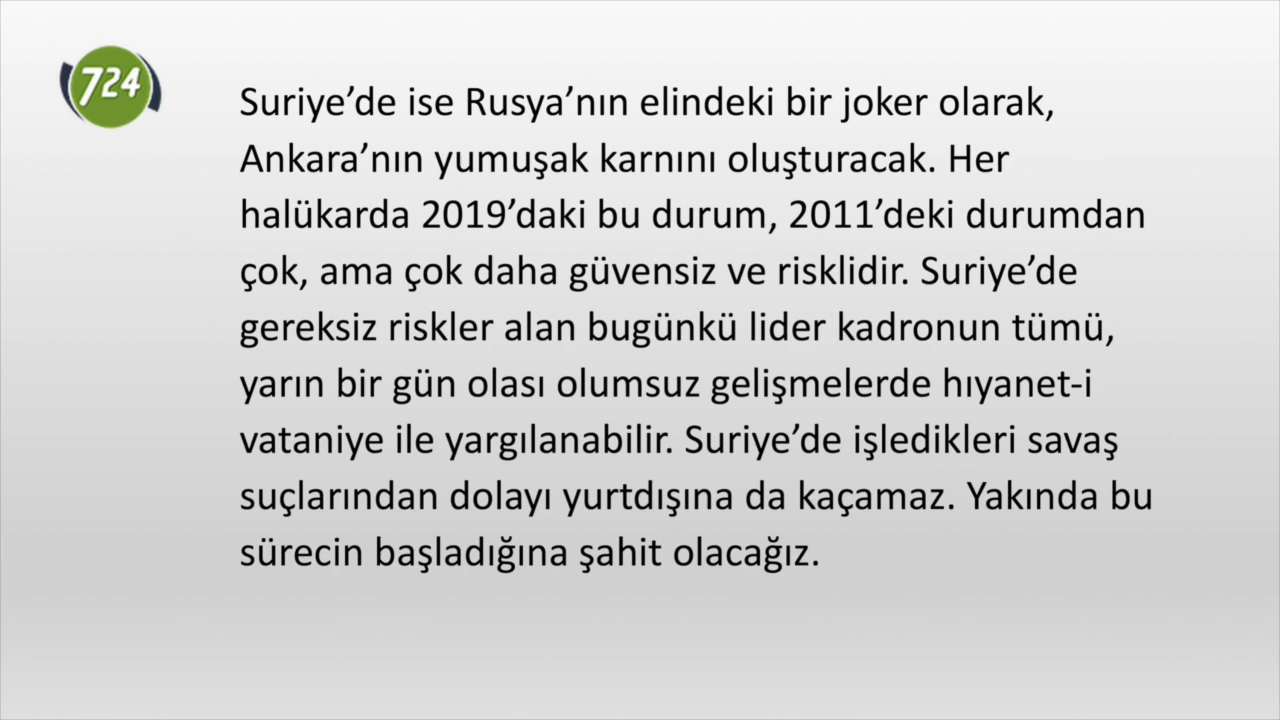 724
Suriye’de ise Rusya’nın elindeki bir joker olarak,
Ankara’nın yumuşak karnını oluşturacak. Her
halükarda 2019’daki bu durum, 2011’deki durumdan
çok, ama çok daha güvensiz ve risklidir. Suriye’de
gereksiz riskler alan bugünkü lider kadronun tümü,
yarın bir gün olası olumsuz gelişmelerde hıyanet-i
vataniye ile yargılanabilir. Suriye’de işledikleri savaş
suçlarından dolayı yurtdışına da kaçamaz. Yakında bu
sürecin başladığına şahit olacağız.